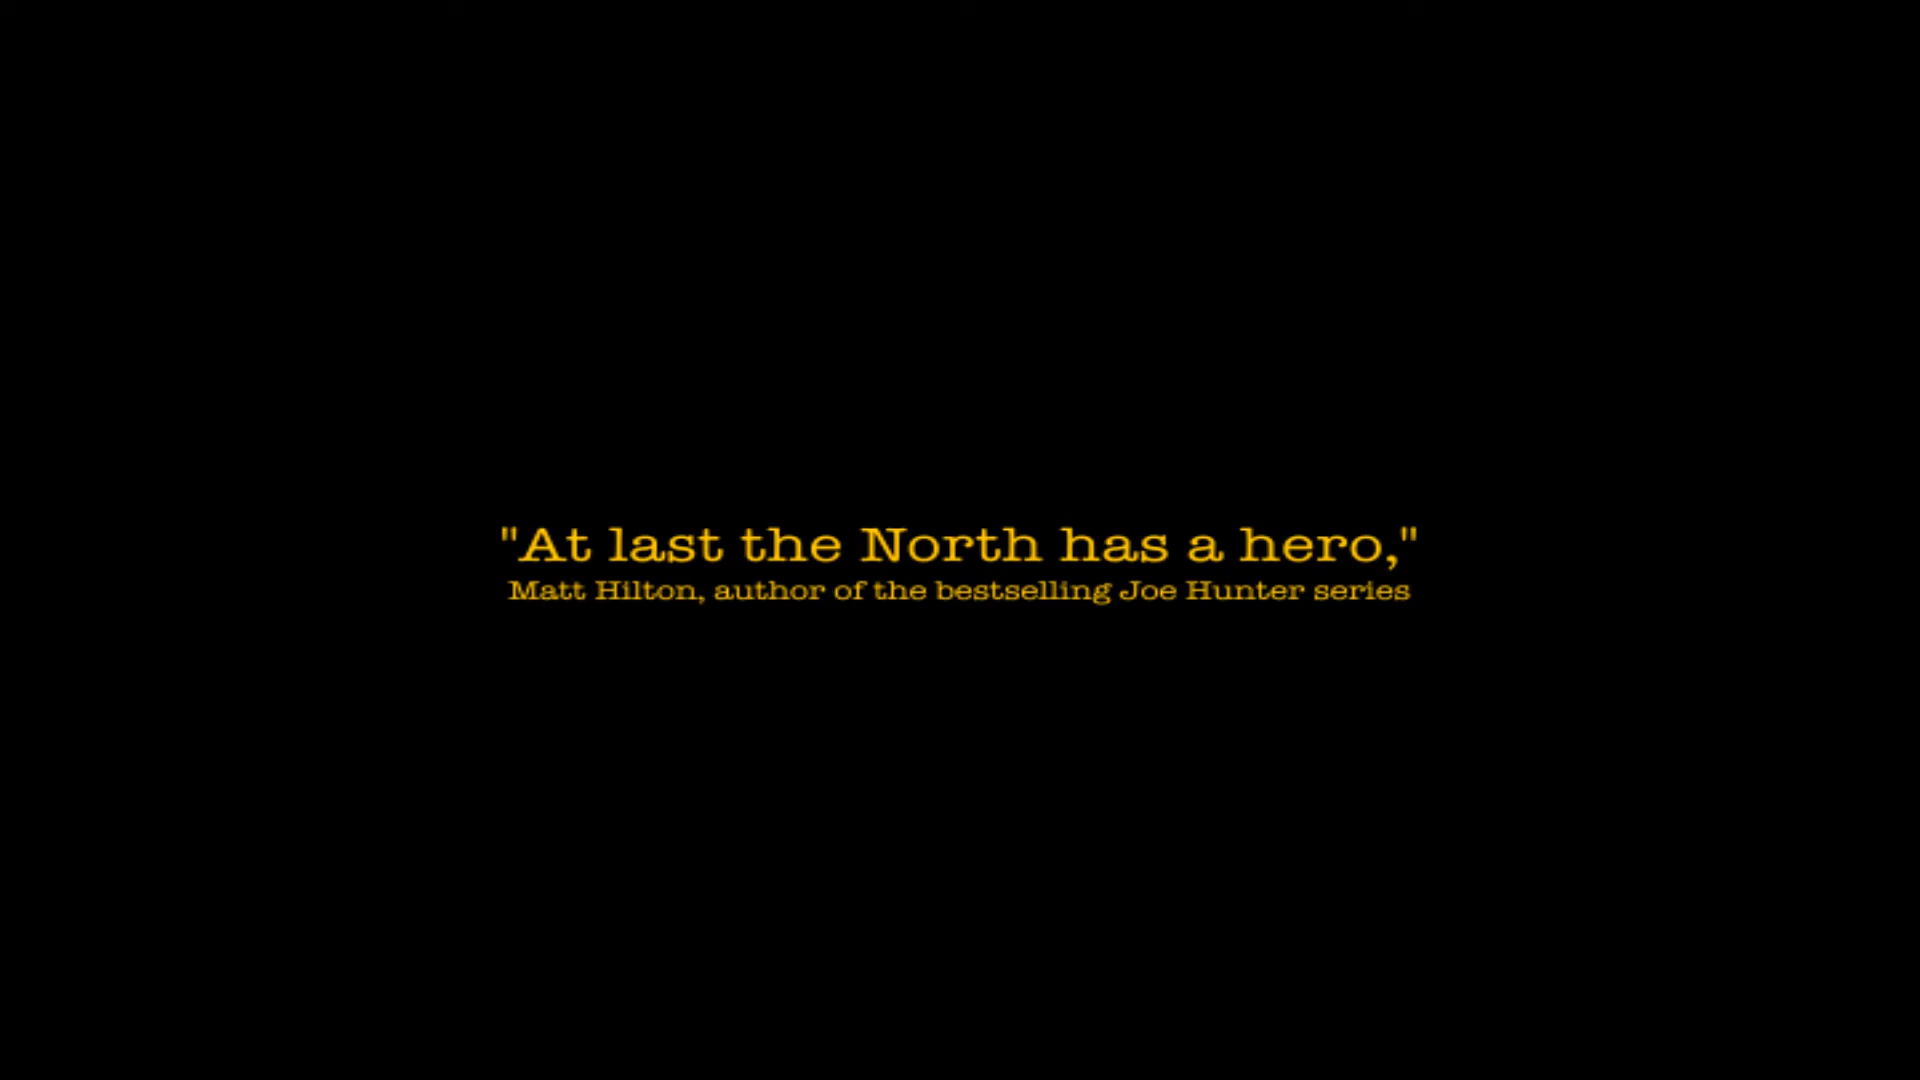 "At last the North has a hero,"
Matt Hilton, author of the bestselling Joe Hunter series